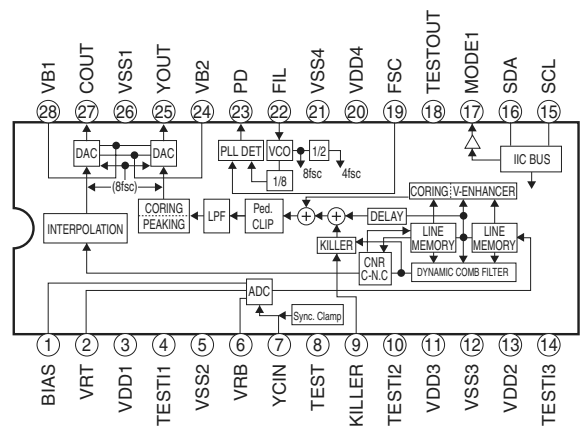 VB1 COUT VSS1 YOUT VB2 PD FIL VSS4 VDD4 FSC TESTOUT MODE1 SDA SCL
28 27 26 25 24 23 22 21 20 19 18 17 16 15
DAC DAC
PLL DET VCO 1/2
IIC BUS
(8fsc)
1/8 8fsc 4fsc
CORING V-ENHANCER
CORING
PEAKING
LPF
Ped.
CLIP
+ +
DELAY
INTERPOLATION
KILLER
LINE
MEMORY
LINE
MEMORY
CNR
C-N.C
DYNAMIC COMB FILTER
ADC
Sync. Clamp
1 2 3 4 5 6 7 8 9 10 11 12 13 14
BIAS VRT VDD1 TESTI1 VSS2 VRB YCIN TEST KILLER TESTI2 VDD3 VSS3 VDD2 TESTI3